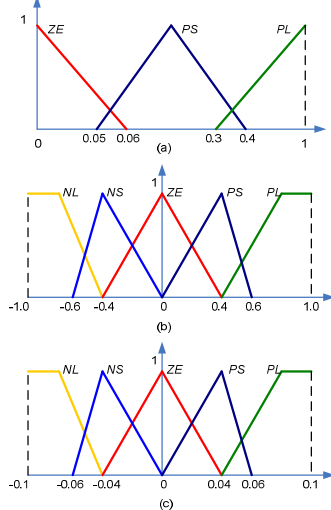 1
ZE PS PL
0 0.05 0.06 0.3 0.4 1
(a)
NL NS 1 ZE PS PL
-1.0 -0.6 -0.4 0 0.4 0.6 1.0
(b)
NL NS 1 ZE PS PL
-0.1 -0.06 -0.04 0 0.04 0.06 0.1
(c)